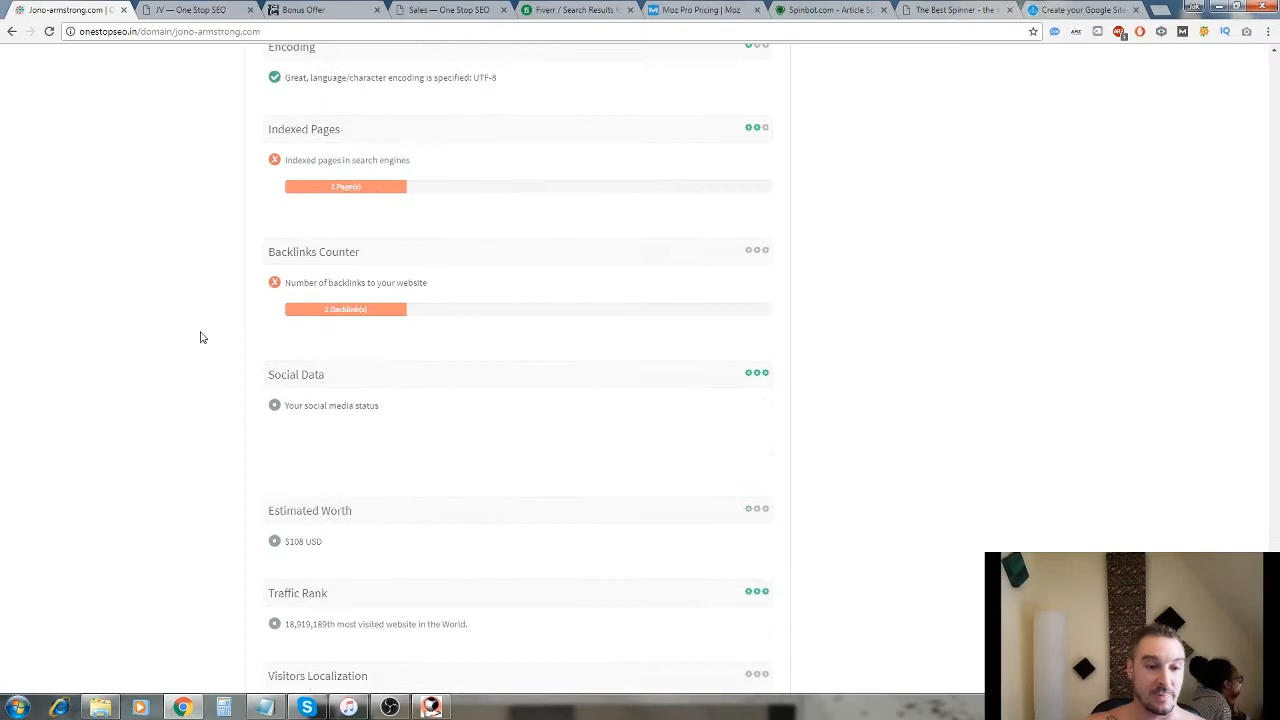 Jono-armstrong.com |
JV — One Stop SEO
Bonus Offer
Sales — One Stop SEO
Fiverr / Search Results fo
Moz Pro Pricing | Moz
Spinbot.com - Article Sp
The Best Spinner - the n
Create your Google Site
onestopseo.in/domain/jono-armstrong.com
Encoding
Great, language/character encoding is specified: UTF-8
Indexed Pages
Indexed pages in search engines
1 Page(s)
Backlinks Counter
Number of backlinks to your website
2 Backlink(s)
Social Data
Your social media status
Estimated Worth
$108 USD
Traffic Rank
18,919,189th most visited website in the World.
Visitors Localization